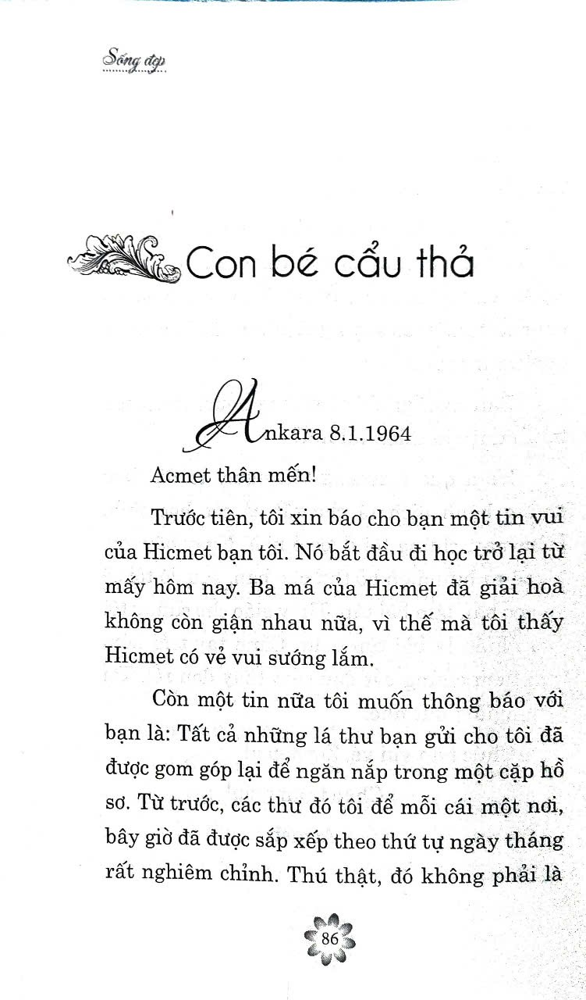 Sống đẹp
Con bé cẩu thả
Ankara 8.1.1964
Acmet thân mến!
Trước tiên, tôi xin báo cho bạn một tin vui
của Hicmet bạn tôi. Nó bắt đầu đi học trở lại từ
mấy hôm nay. Ba má của Hicmet đã giải hoà
không còn giận nhau nữa, vì thế mà tôi thấy
Hicmet có vẻ vui sướng lắm.
Còn một tin nữa tôi muốn thông báo với
bạn là: Tất cả những lá thư bạn gửi cho tôi đã
được gom góp lại để ngăn nắp trong một cặp hồ
sơ. Từ trước, các thư đó tôi để mỗi cái một nơi,
bây giờ đã được sắp xếp theo thứ tự ngày tháng
rất nghiêm chỉnh. Thú thật, đó không phải là
86